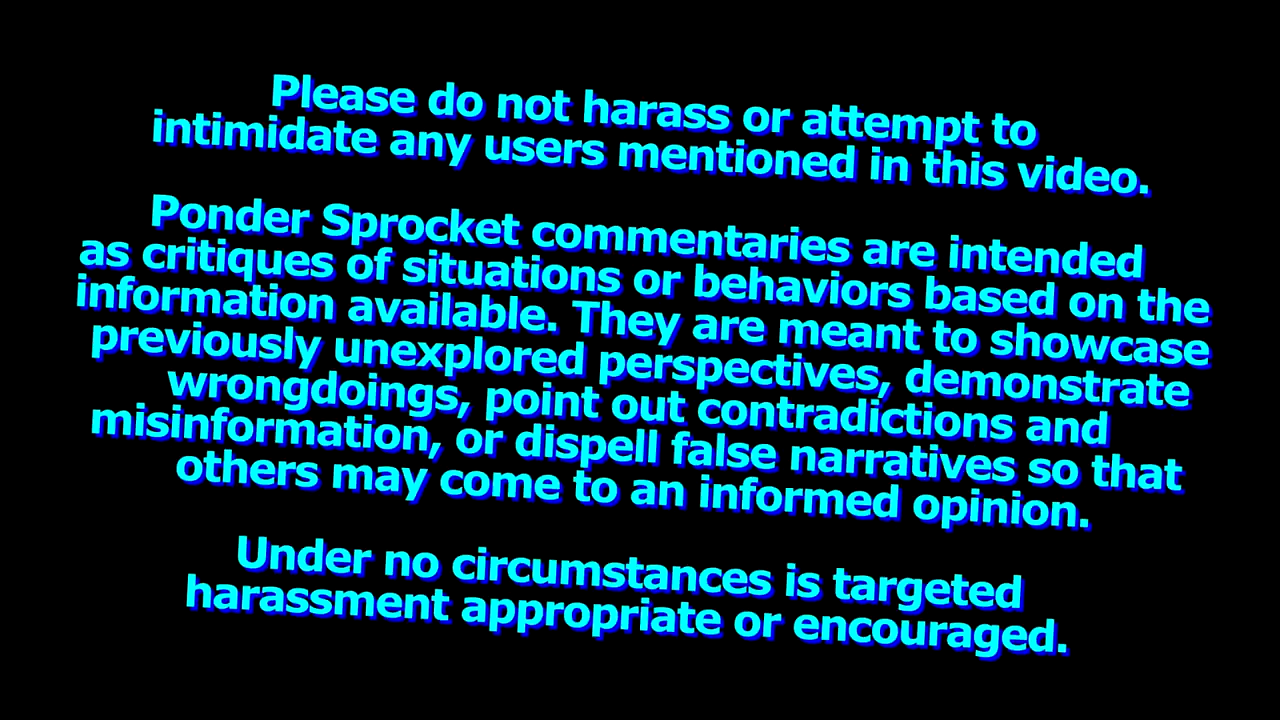 Please do not harass or attempt to
intimidate any users mentioned in this video.
Ponder Sprocket commentaries are intended
as critiques of situations or behaviors based on the
information available. They are meant to showcase
previously unexplored perspectives, demonstrate
wrongdoings, point out contradictions and
misinformation, or dispell false narratives so that
others may come to an informed opinion.
Under no circumstances is targeted
harassment appropriate or encouraged.